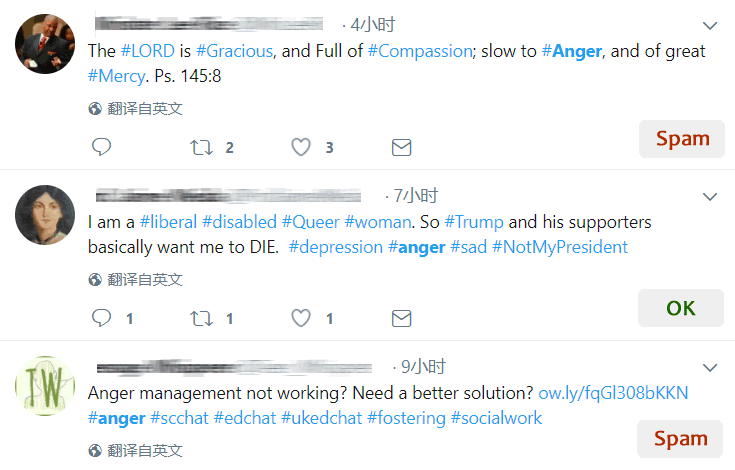 · 4小时
The #LORD is #Gracious, and Full of #Compassion; slow to #Anger, and of great
#Mercy. Ps. 145:8
翻译自英文
2 3
Spam
· 7小时
I am a #liberal #disabled #Queer #woman. So #Trump and his supporters
basically want me to DIE. #depression #anger #sad #NotMyPresident
翻译自英文
1 1 1
OK
· 9小时
TW
Anger management not working? Need a better solution? ow.ly/fqGl308bKKN
#anger #scchat #edchat #ukedchat #fostering #socialwork
Spam
翻译自英文